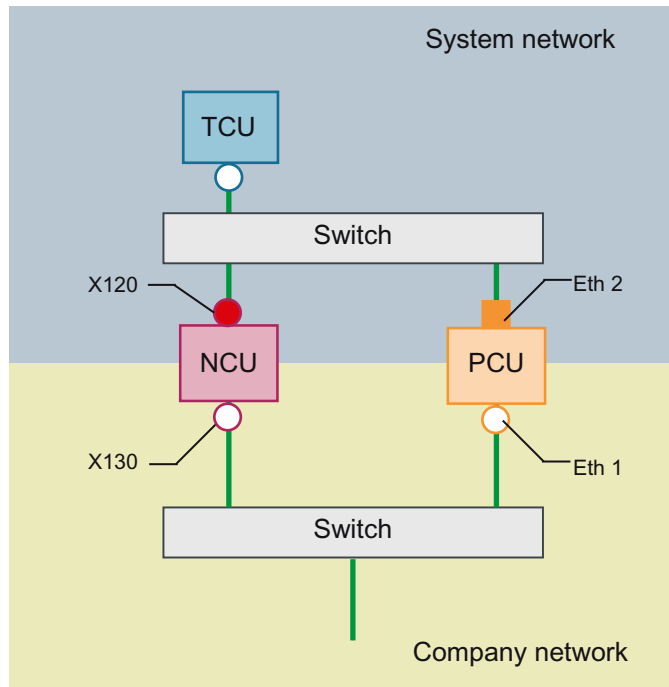 System network
TCU
Switch
X120
Eth 2
NCU
PCU
X130
Eth 1
Switch
Company network